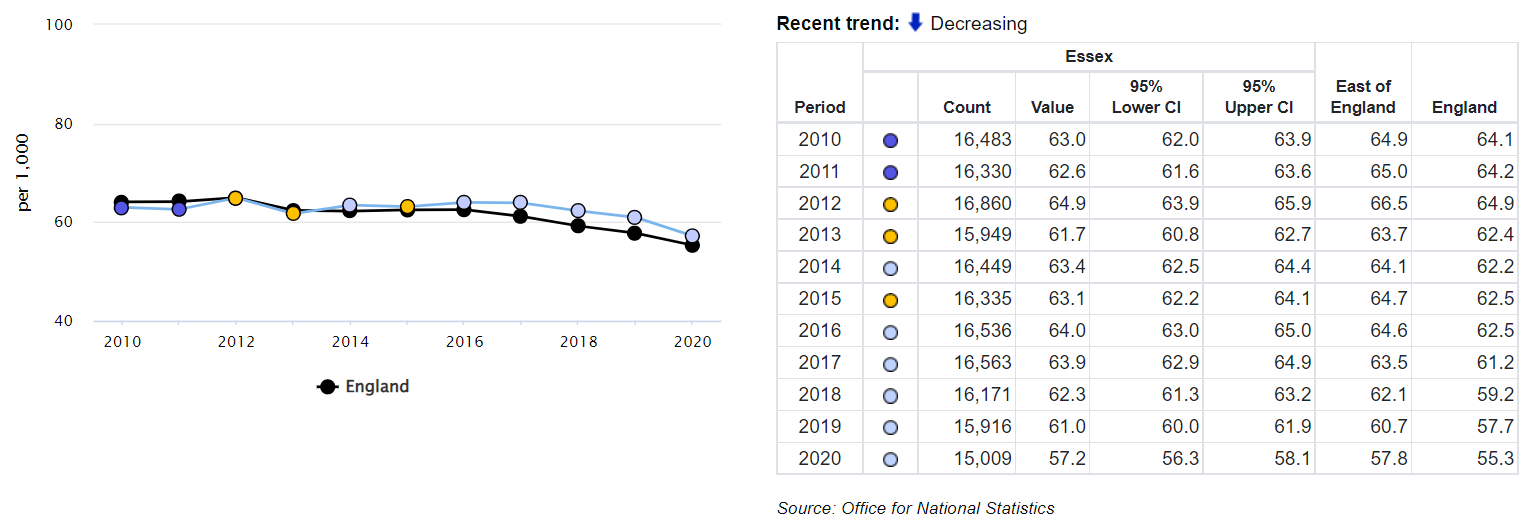 100
80
60
40
per 1,000
2010 2012 2014 2016 2018 2020
England
Recent trend: Decreasing
Essex
Period Count Value 95% Lower CI 95% Upper CI East of England England
2010 16,483 63.0 62.0 63.9 64.9 64.1
2011 16,330 62.6 61.6 63.6 65.0 64.2
2012 16,860 64.9 63.9 65.9 66.5 64.9
2013 15,949 61.7 60.8 62.7 63.7 62.4
2014 16,449 63.4 62.5 64.4 64.1 62.2
2015 16,335 63.1 62.2 64.1 64.7 62.5
2016 16,536 64.0 63.0 65.0 64.6 62.5
2017 16,563 63.9 62.9 64.9 63.5 61.2
2018 16,171 62.3 61.3 63.2 62.1 59.2
2019 15,916 61.0 60.0 61.9 60.7 57.7
2020 15,009 57.2 56.3 58.1 57.8 55.3
Source: Office for National Statistics